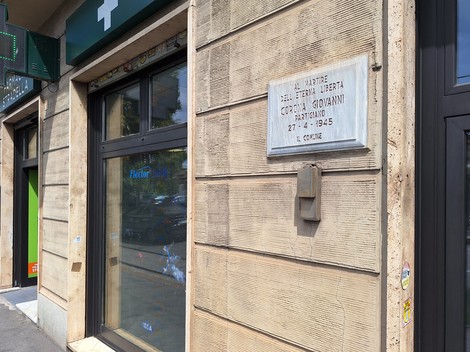 AL MARTIRE
DELL'ETERNA LIBERTA
CORONA GIOVANNI
PARTIGIANO
27-4-1945
IL COMUNE